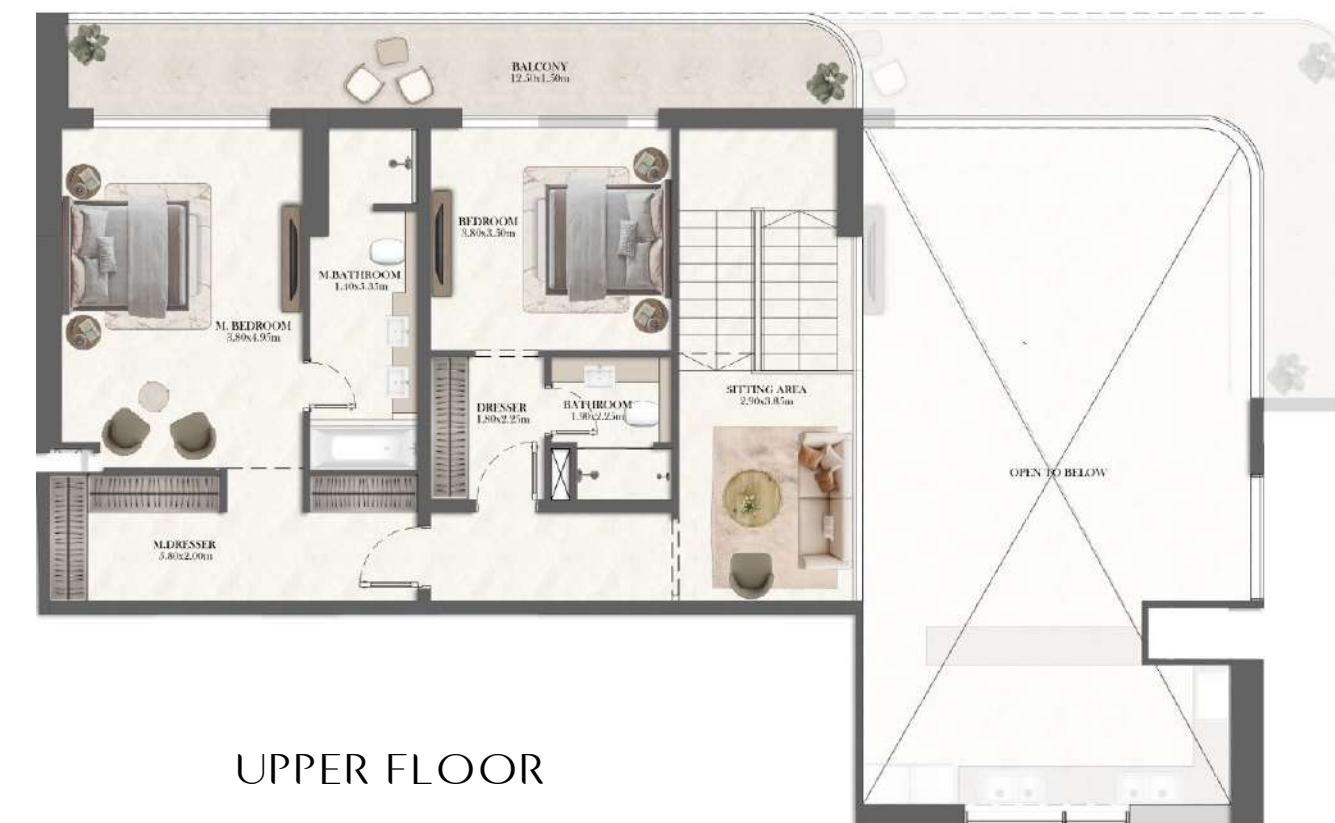 BALCONY
12.50x1.50m
BEDROOM
3.80x3.50m
M.BATHROOM
1.40x5.35m
M. BEDROOM
3.80x4.95m
SITTING AREA
2.90x3.85m
DRESSER
1.80x2.25m
BATHROOM
1.90x2.25m
OPEN TO BELOW
M.DRESSER
5.80x2.00m
UPPER FLOOR